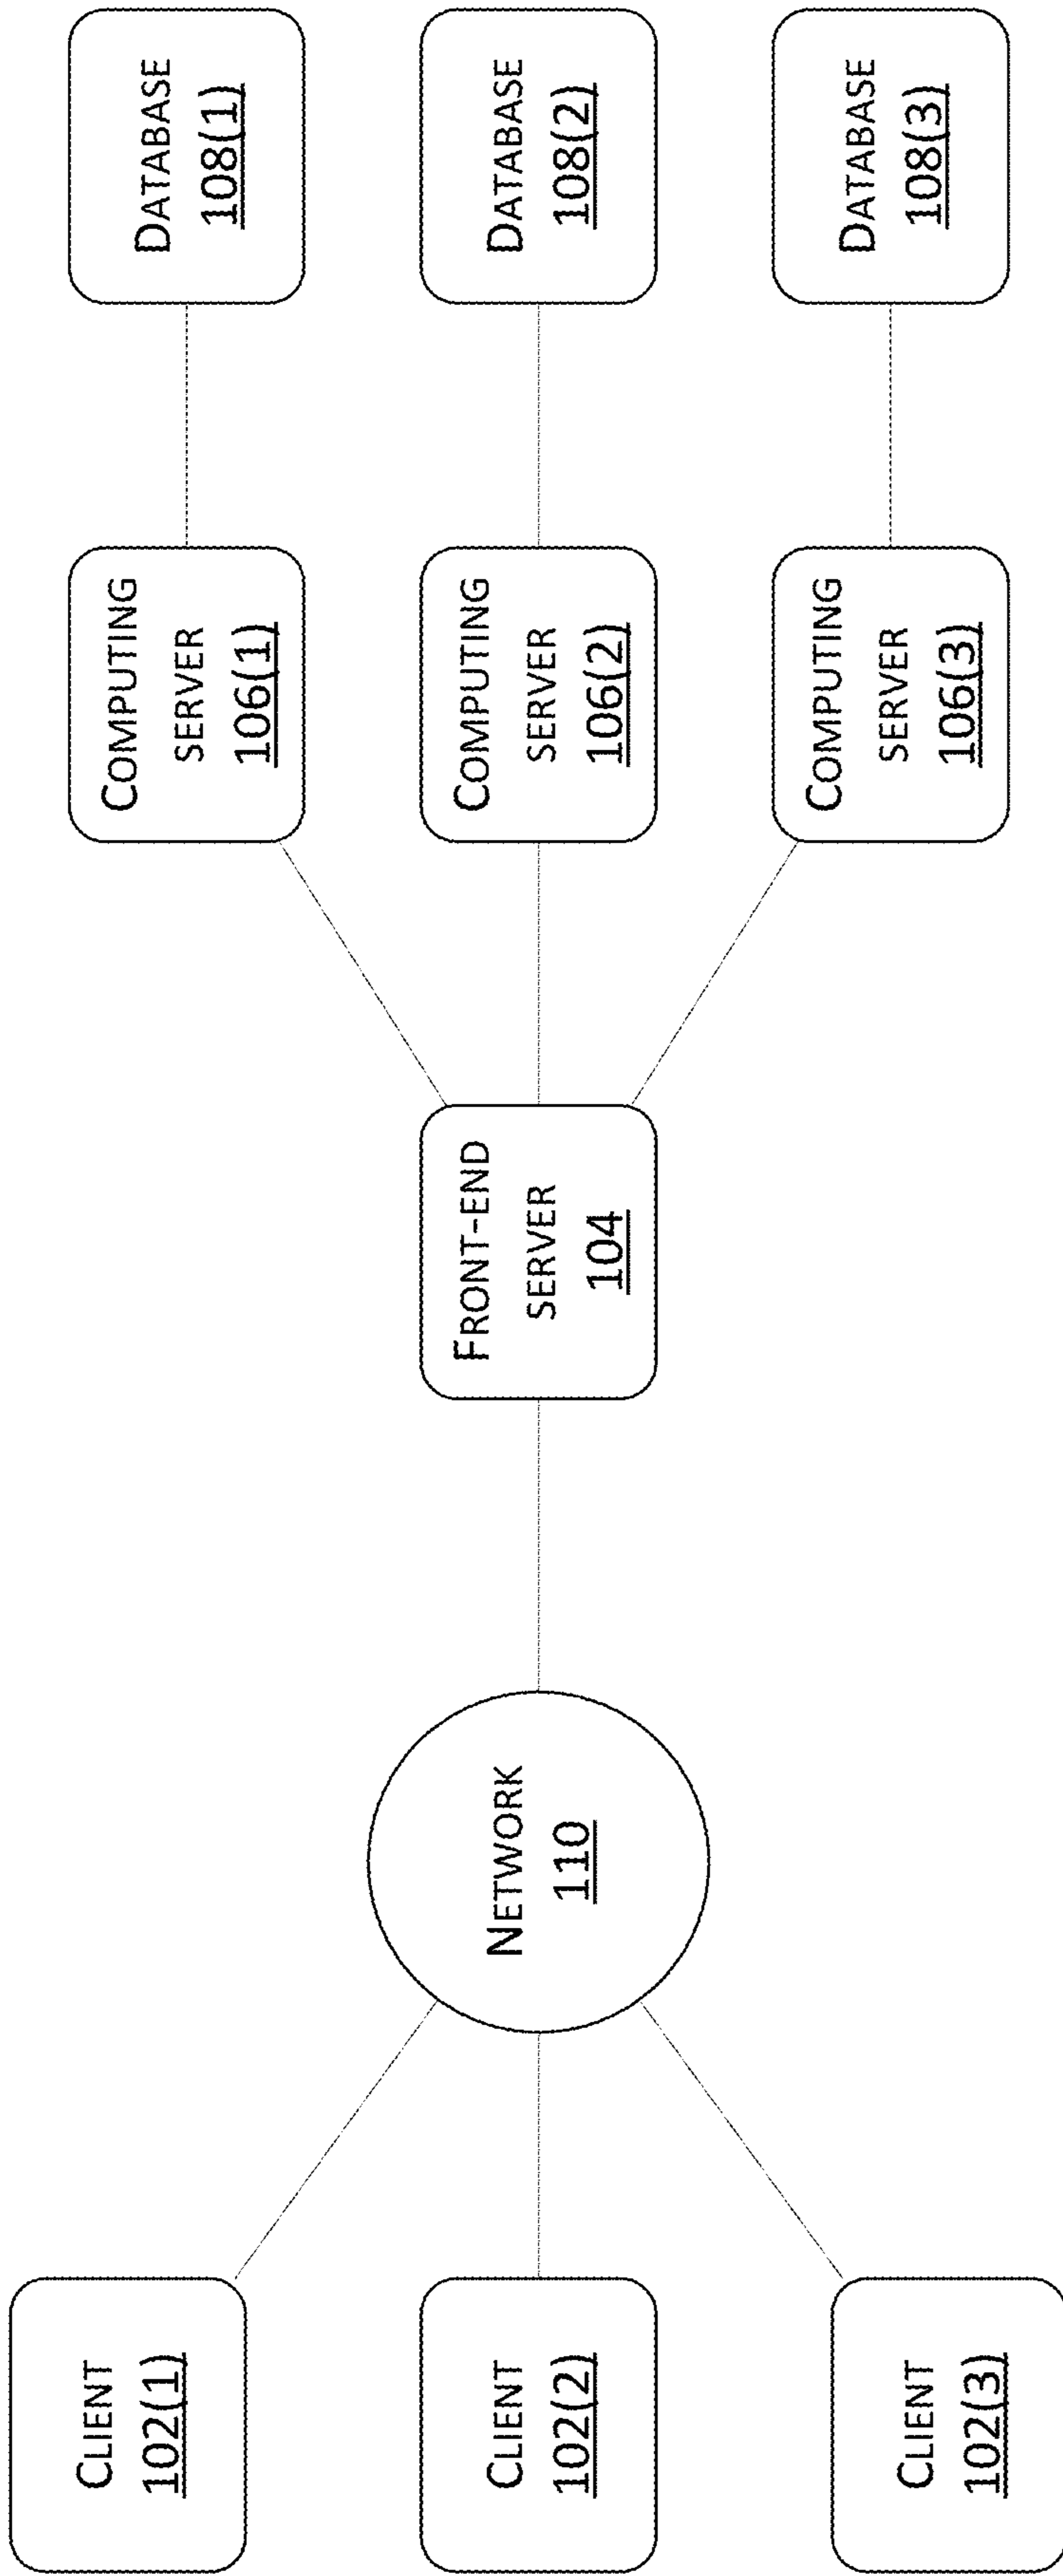 CLIENT
102(1)
CLIENT
102(2)
CLIENT
102(3)
NETWORK
110
FRONT-END
SERVER
104
COMPUTING
SERVER
106(1)
COMPUTING
SERVER
106(2)
COMPUTING
SERVER
106(3)
DATABASE
108(1)
DATABASE
108(2)
DATABASE
108(3)